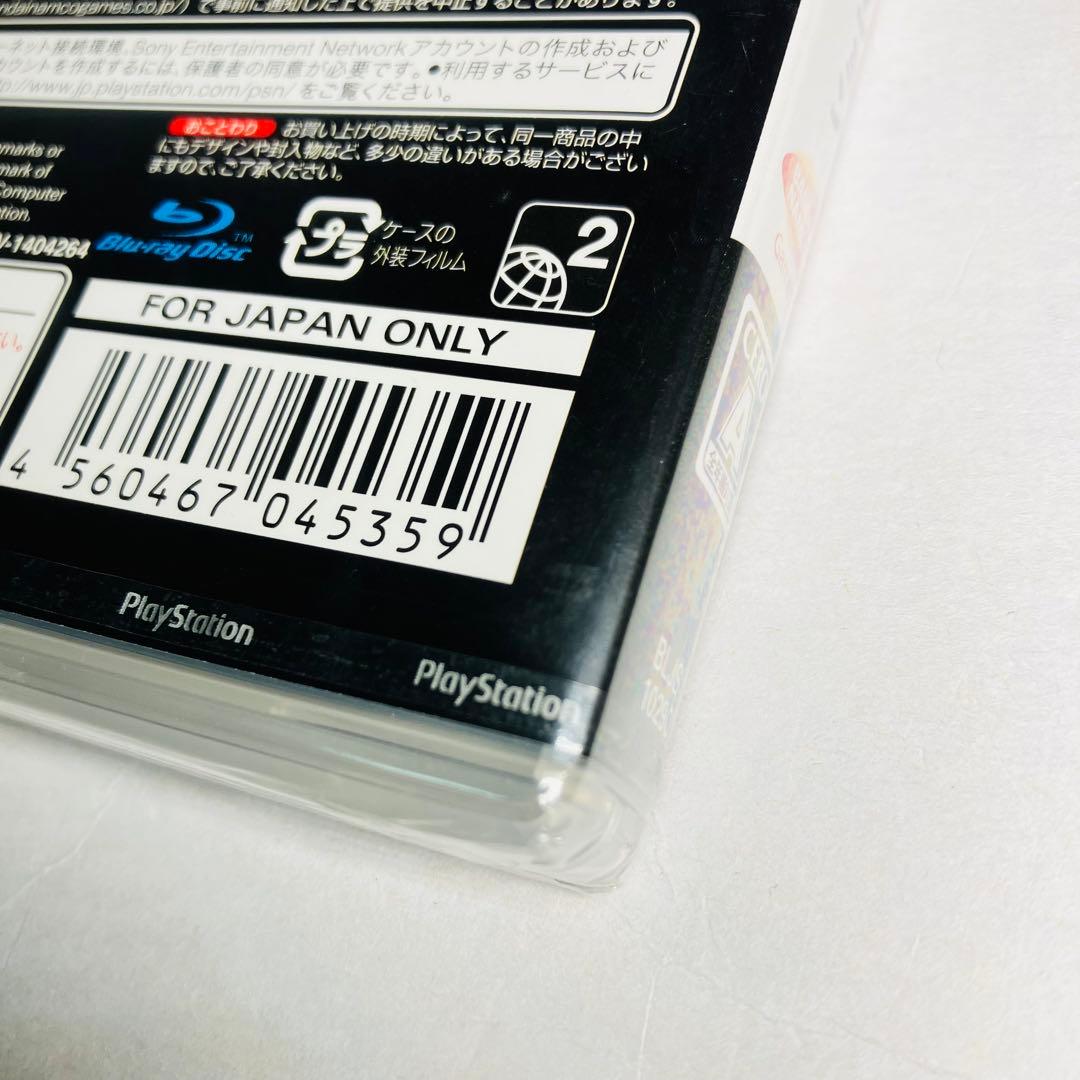 ndainamcogames.co.jp/）で事前に通知した上で提供を中止することがあります。
ーネット接続環境、Sony Entertainment Networkアカウントの作成および
カウントを作成するには、保護者の同意が必要です。●利用するサービスに
http://www.jp.playstation.com/psn/ をご覧ください。
おことわり お買い上げの時期によって、同一商品の中
にもデザインや封入物など、多少の違いがある場合がござい
ますので、ご了承ください。
emarks or
mark of
Computer
tion.
V-1404264
Blu-ray Disc™
プラ
ケースの
外装フィルム
2
FOR JAPAN ONLY
4 560467 045359
PlayStation
PlayStation
CERO
A